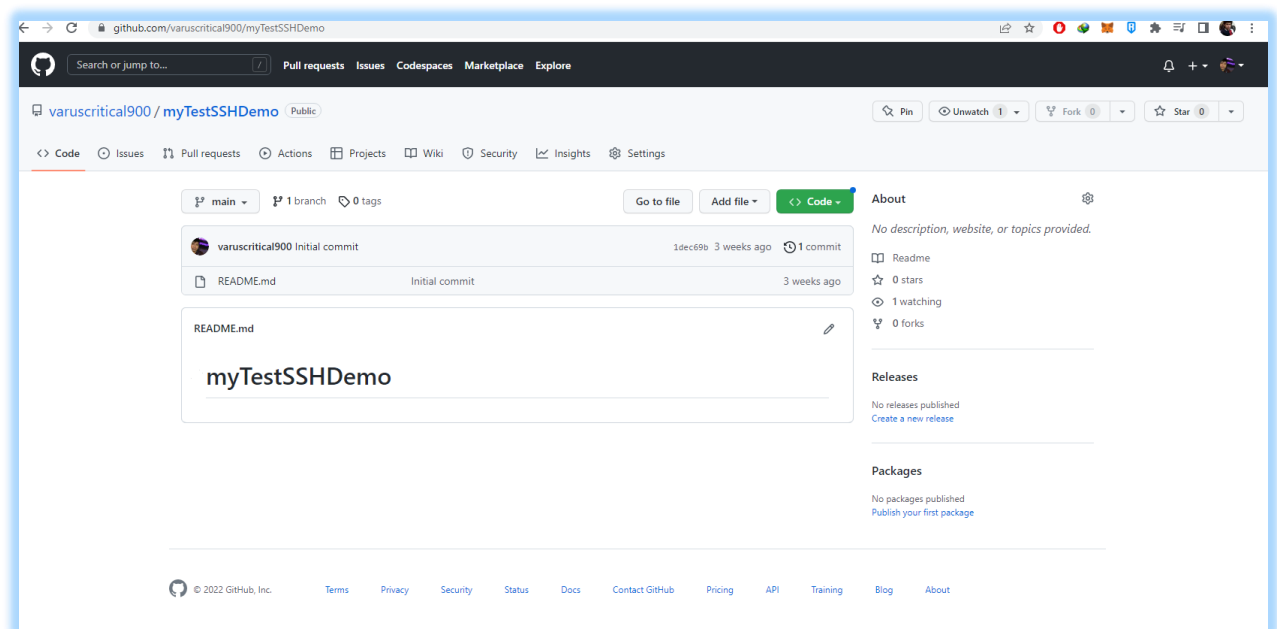 github.com/varuscritical900/myTestSSHDemo
Search or jump to... / Pull requests Issues Codespaces Marketplace Explore
varuscritical900 / myTestSSHDemo Public Pin Unwatch 1 Fork 0 Star 0
<> Code Issues Pull requests Actions Projects Wiki Security Insights Settings
main 1 branch 0 tags Go to file Add file <> Code
varuscritical900 Initial commit 1dec69b 3 weeks ago 1 commit
README.md Initial commit 3 weeks ago
README.md
myTestSSHDemo
About
No description, website, or topics provided.
Readme
0 stars
1 watching
0 forks
Releases
No releases published
Create a new release
Packages
No packages published
Publish your first package
© 2022 GitHub, Inc. Terms Privacy Security Status Docs Contact GitHub Pricing API Training Blog About